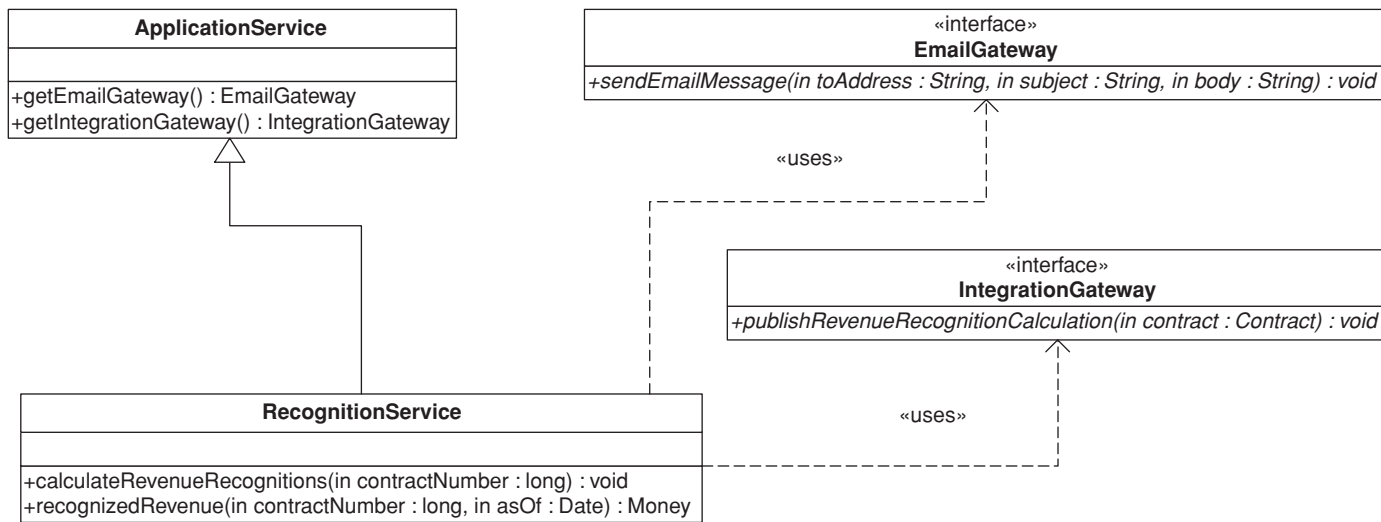 ApplicationService
+getEmailGateway() : EmailGateway
+getIntegrationGateway() : IntegrationGateway
«interface»
EmailGateway
+sendEmailMessage(in toAddress : String, in subject : String, in body : String) : void
«uses»
«interface»
IntegrationGateway
+publishRevenueRecognitionCalculation(in contract : Contract) : void
«uses»
RecognitionService
+calculateRevenueRecognitions(in contractNumber : long) : void
+recognizedRevenue(in contractNumber : long, in asOf : Date) : Money